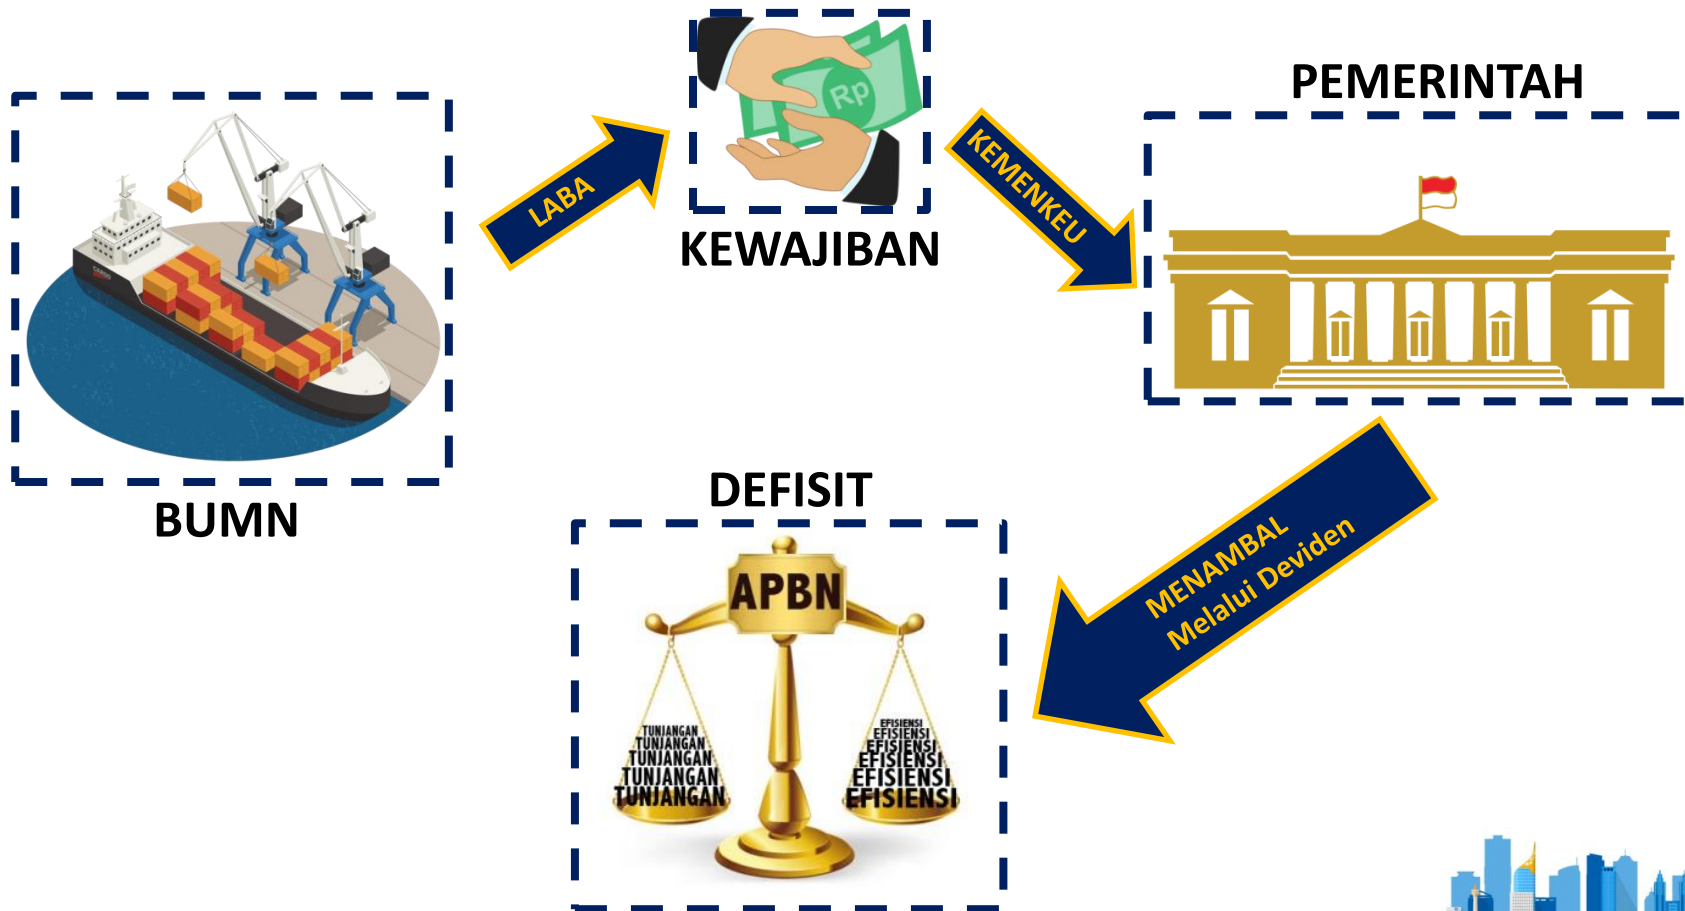 Rp
PEMERINTAH
LABA
KEMENKEU
KEWAJIBAN
BUMN
DEFISIT
MENAMBAL
Melalui Deviden
APBN
TUNJANGAN
TUNJANGAN
TUNJANGAN
TUNJANGAN
TUNJANGAN
EFISIENSI
EFISIENSI
EFISIENSI
EFISIENSI
EFISIENSI
EFISIENSI